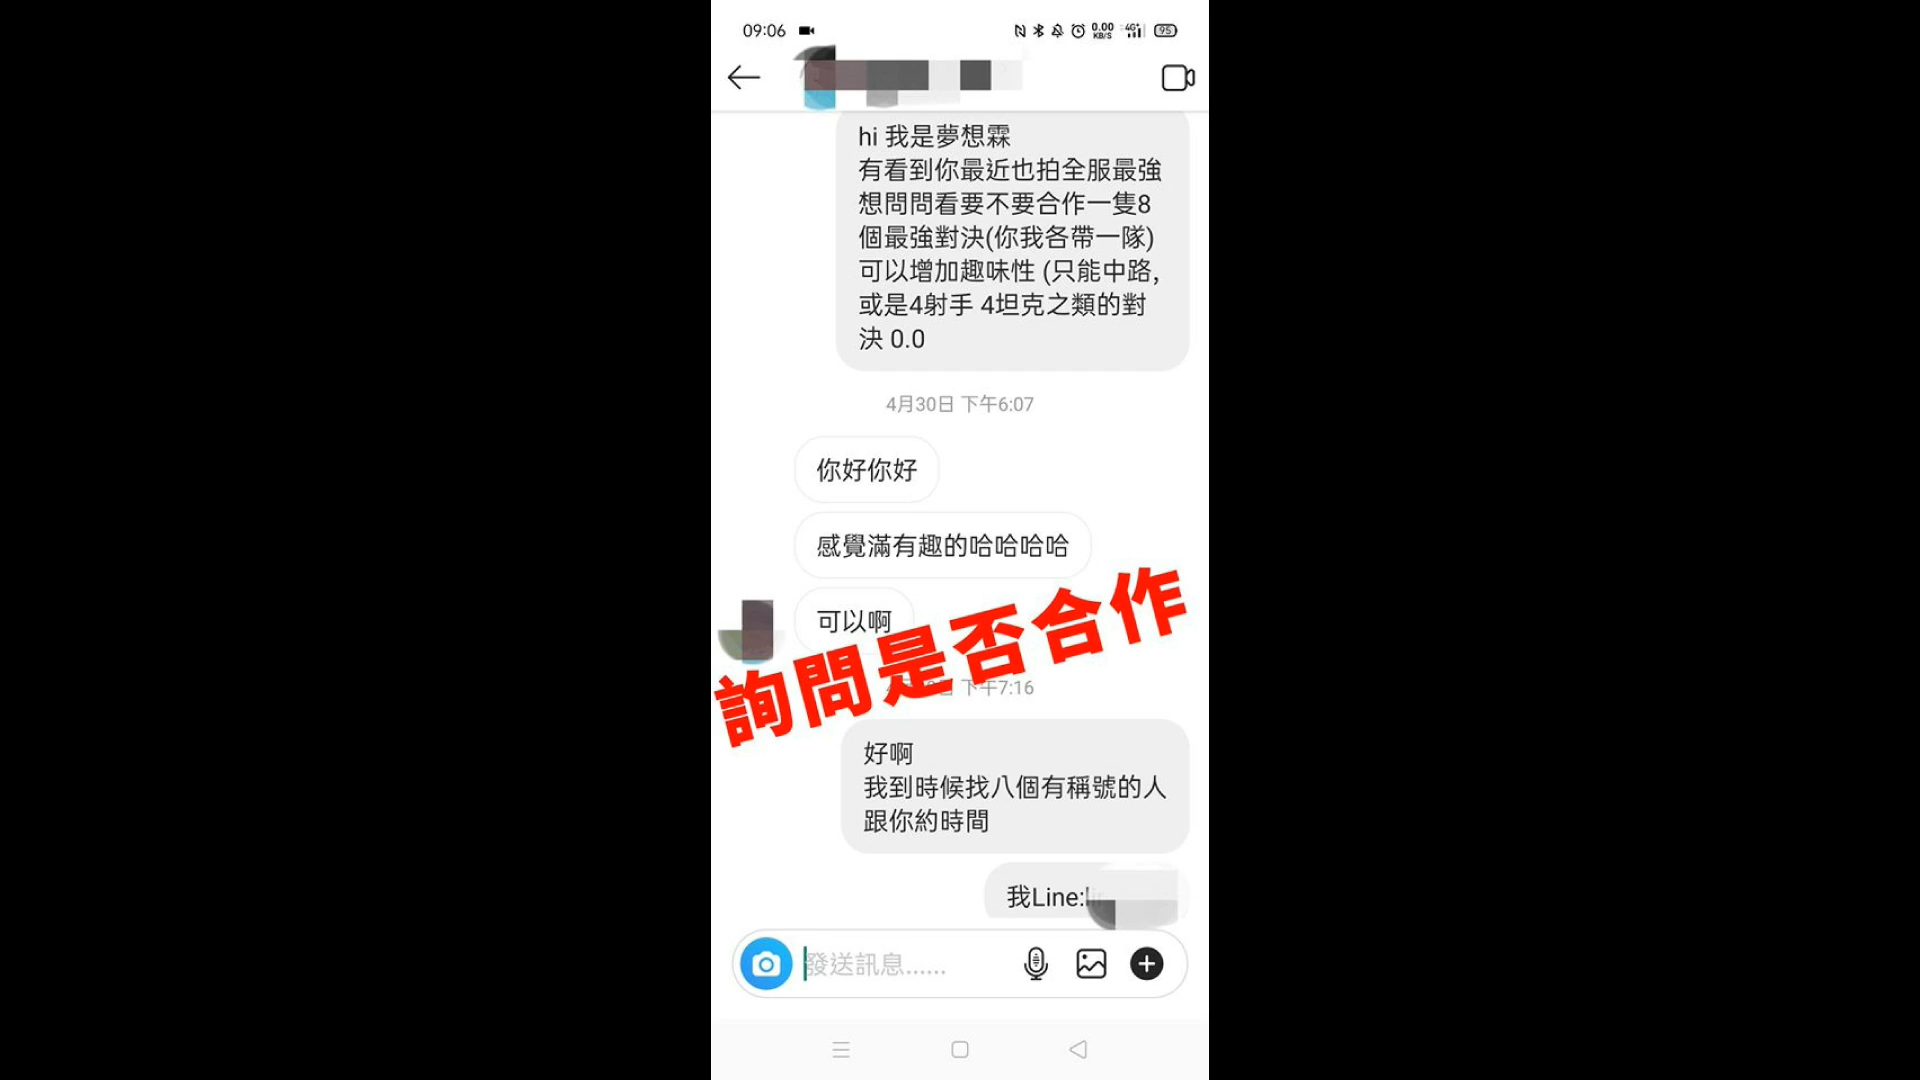 09:06
0.00
KB/S
4G+
95
hi 我是夢想霖
有看到你最近也拍全服最強
想問問看要不要合作一隻8
個最強對決(你我各帶一隊)
可以增加趣味性 (只能中路,
或是4射手 4坦克之類的對
決 0.0
4月30日 下午6:07
你好你好
感覺滿有趣的哈哈哈哈
可以啊
詢問是否合作
下午7:16
好啊
我到時候找八個有稱號的人
跟你約時間
我Line:
發送訊息......